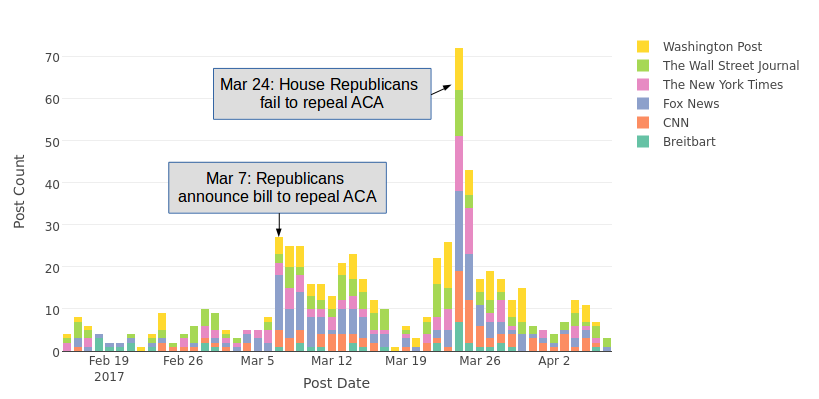 70
60
50
40
30
20
10
0
Post Count
Mar 24: House Republicans
fail to repeal ACA
Mar 7: Republicans
announce bill to repeal ACA
Feb 19
2017
Feb 26
Mar 5
Mar 12
Mar 19
Mar 26
Apr 2
Post Date
Washington Post
The Wall Street Journal
The New York Times
Fox News
CNN
Breitbart